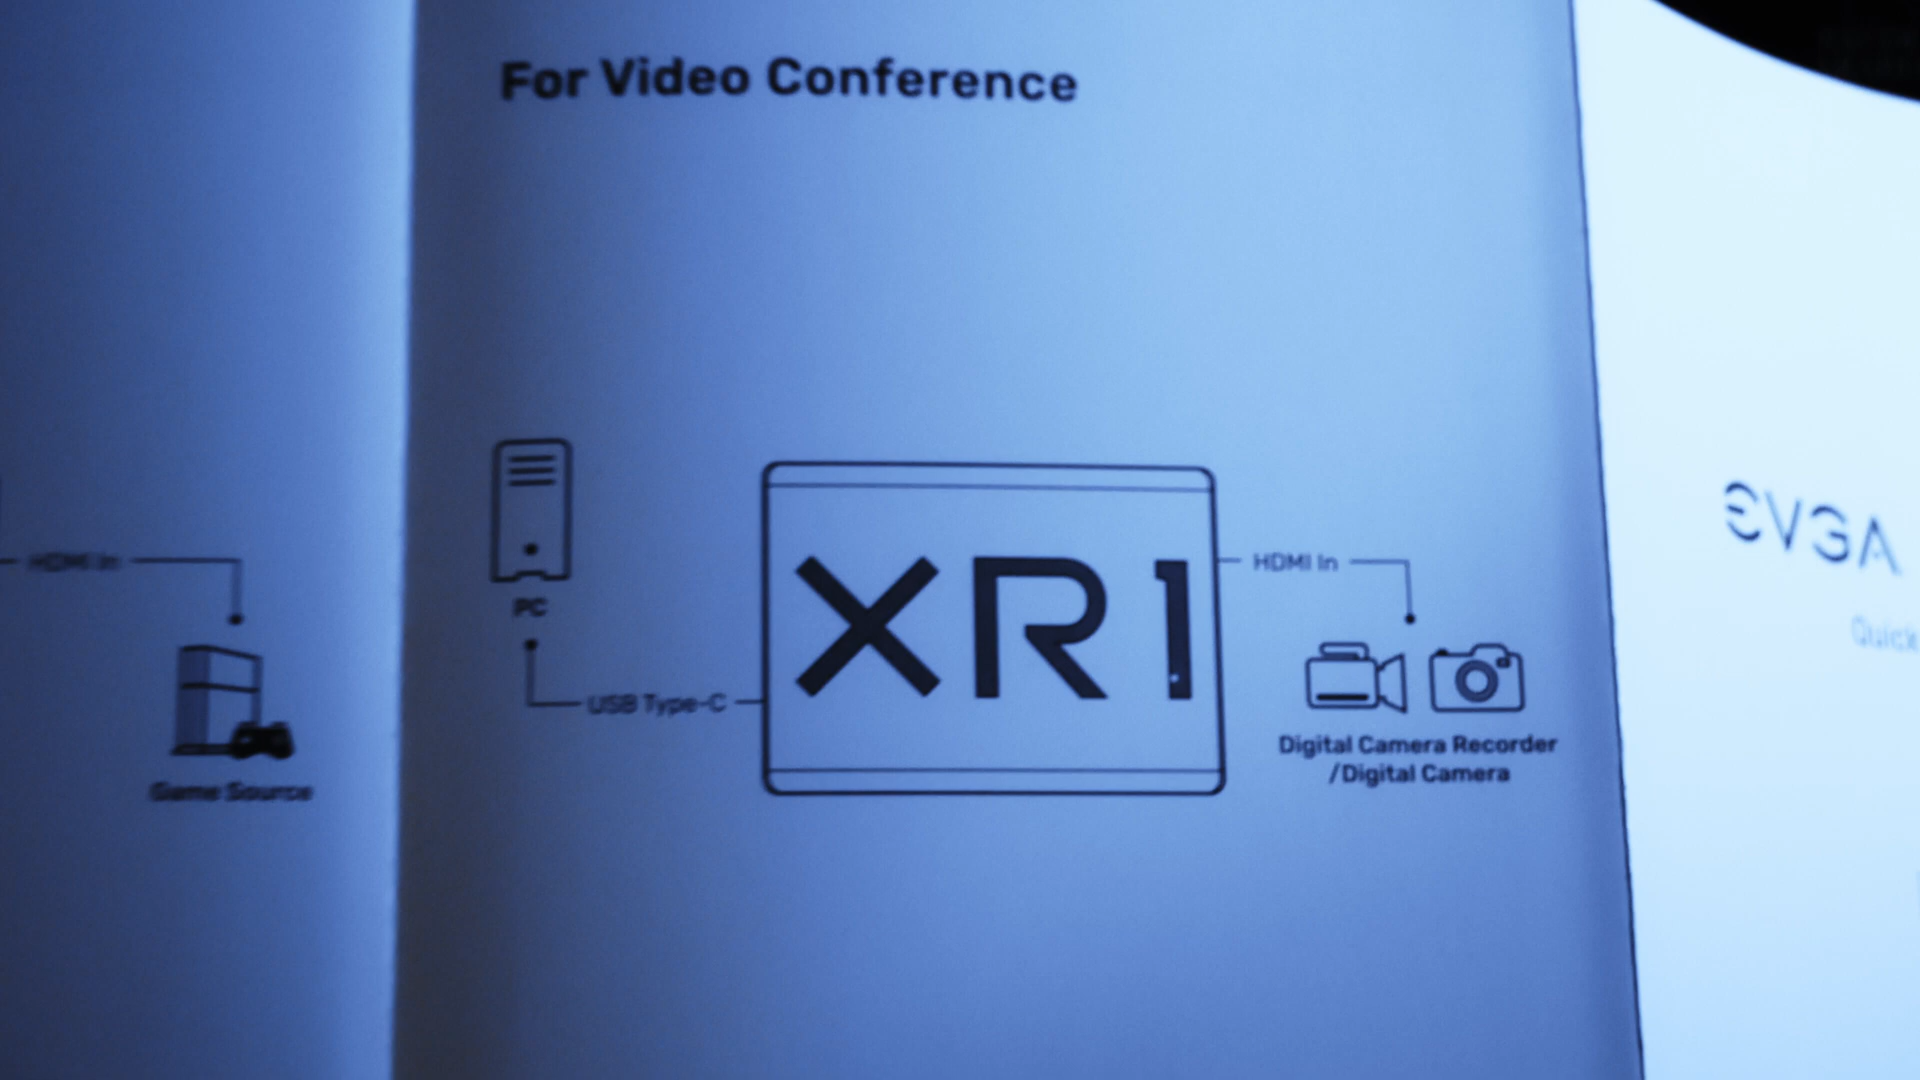 For Video Conference
HDMI In
Game Source
PC
USB Type-C
XR1
HDMI In
Digital Camera Recorder
/Digital Camera
EVGA
Quick